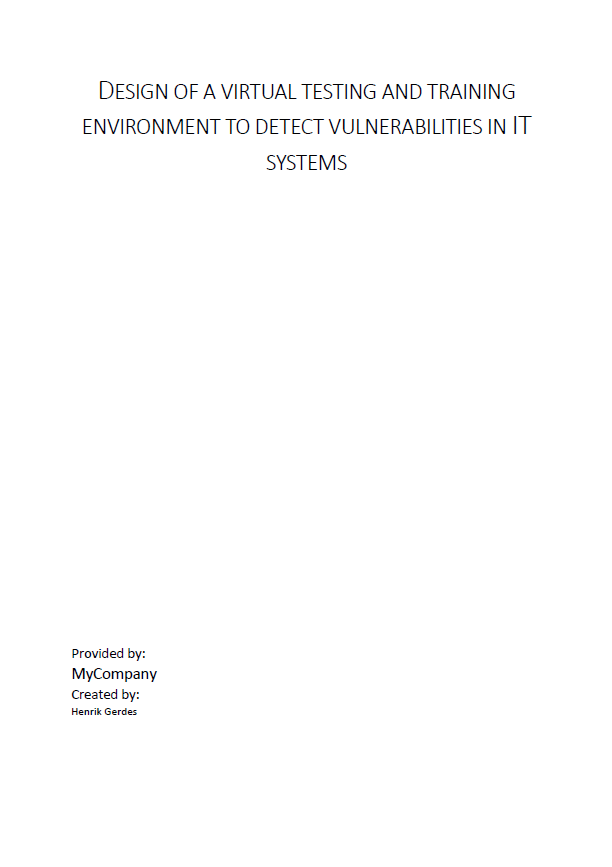 DESIGN OF A VIRTUAL TESTING AND TRAINING
ENVIRONMENT TO DETECT VULNERABILITIES IN IT
SYSTEMS
Provided by:
MyCompany
Created by:
Henrik Gerdes